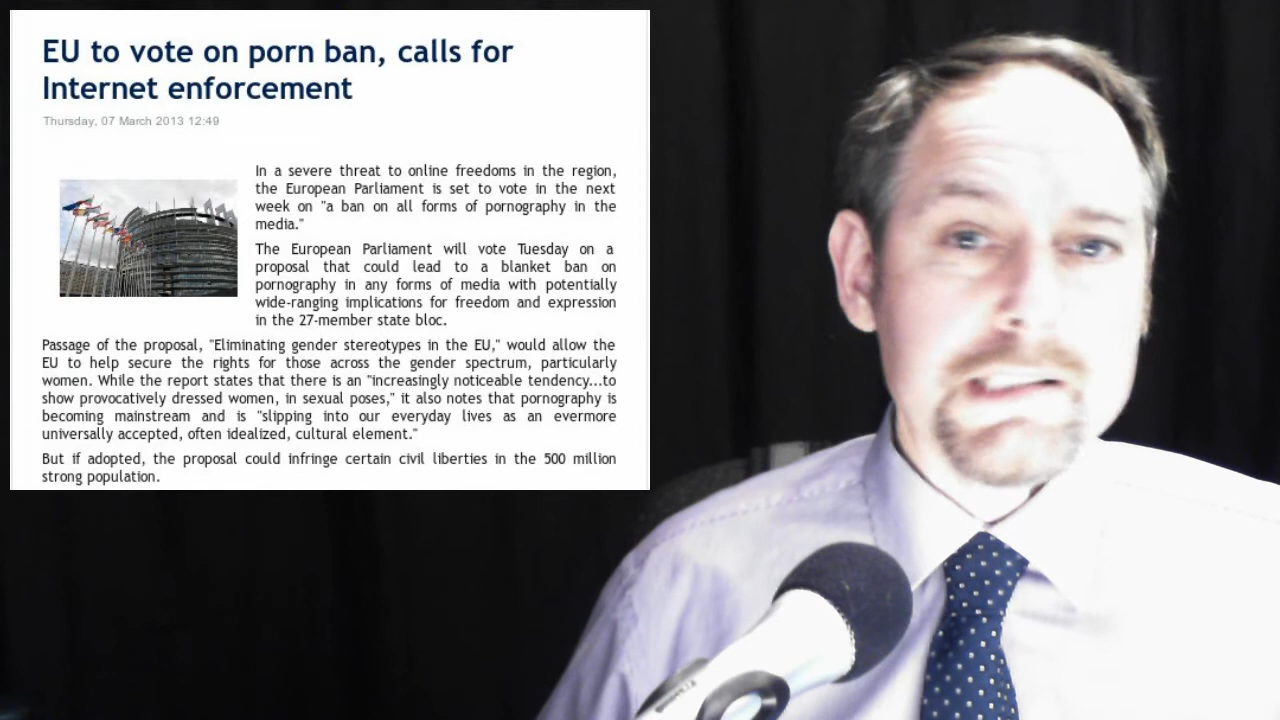 EU to vote on porn ban, calls for
Internet enforcement
Thursday, 07 March 2013 12:49
In a severe threat to online freedoms in the region,
the European Parliament is set to vote in the next
week on "a ban on all forms of pornography in the
media."
The European Parliament will vote Tuesday on a
proposal that could lead to a blanket ban on
pornography in any forms of media with potentially
wide-ranging implications for freedom and expression
in the 27-member state bloc.
Passage of the proposal, "Eliminating gender stereotypes in the EU," would allow the
EU to help secure the rights for those across the gender spectrum, particularly
women. While the report states that there is an "increasingly noticeable tendency...to
show provocatively dressed women, in sexual poses," it also notes that pornography is
becoming mainstream and is "slipping into our everyday lives as an evermore
universally accepted, often idealized, cultural element."
But if adopted, the proposal could infringe certain civil liberties in the 500 million
strong population.